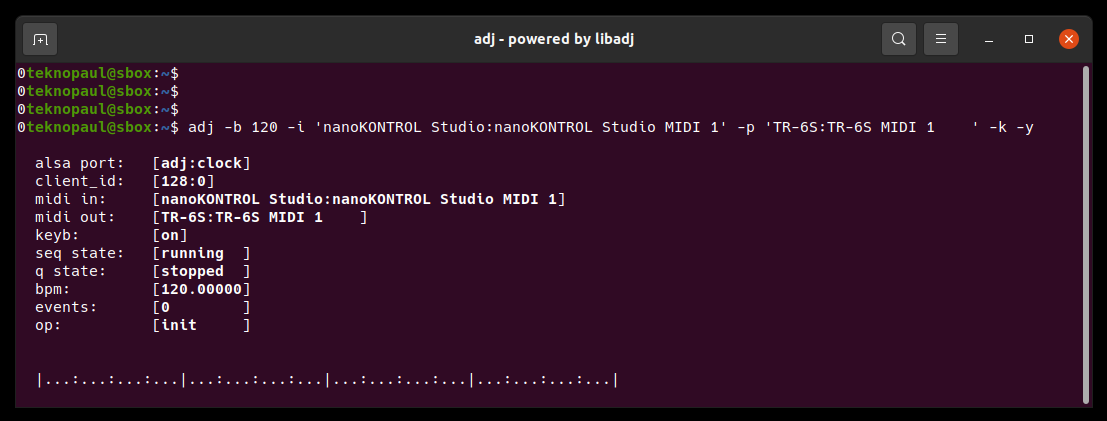 adj - powered by libadj
0teknopaul@sbox:~$
0teknopaul@sbox:~$
0teknopaul@sbox:~$
0teknopaul@sbox:~$ adj -b 120 -i 'nanoKONTROL Studio:nanoKONTROL Studio MIDI 1' -p 'TR-6S:TR-6S MIDI 1    ' -k -y
alsa port:   [adj:clock]
client_id:   [128:0]
midi in:     [nanoKONTROL Studio:nanoKONTROL Studio MIDI 1]
midi out:    [TR-6S:TR-6S MIDI 1    ]
keyb:        [on]
seq state:   [running  ]
q state:     [stopped  ]
bpm:         [120.00000]
events:      [0        ]
op:          [init     ]
|...:...:...:...|...:...:...:...|...:...:...:...|...:...:...:...|